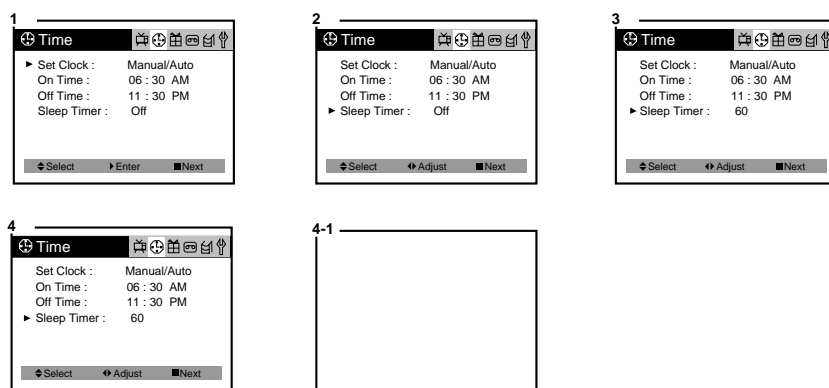 1
Time
▶ Set Clock : Manual/Auto
On Time : 06 : 30 AM
Off Time : 11 : 30 PM
Sleep Timer : Off
Select Enter Next
2
Time
Set Clock : Manual/Auto
On Time : 06 : 30 AM
Off Time : 11 : 30 PM
▶ Sleep Timer : Off
Select Adjust Next
3
Time
Set Clock : Manual/Auto
On Time : 06 : 30 AM
Off Time : 11 : 30 PM
▶ Sleep Timer : 60
Select Adjust Next
4
Time
Set Clock : Manual/Auto
On Time : 06 : 30 AM
Off Time : 11 : 30 PM
▶ Sleep Timer : 60
Select Adjust Next
4-1